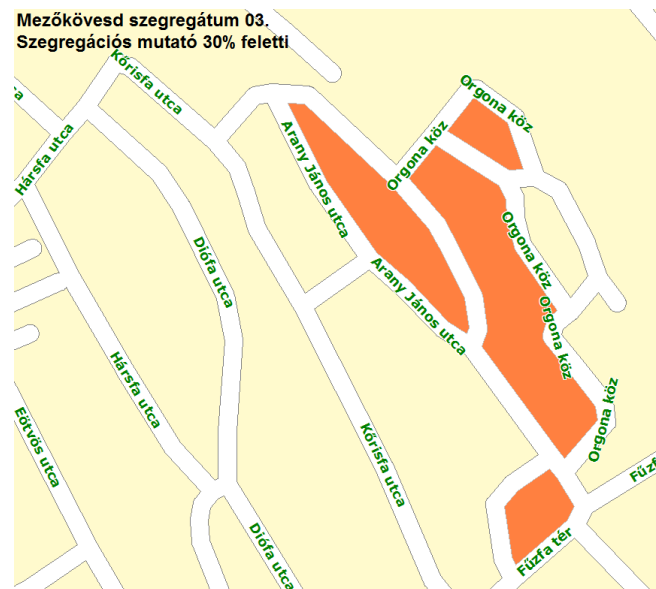 Mezőkövesd szegregátum 03.
Szegregációs mutató 30% feletti
Kőrisfa utca
Hársfa utca
Orgona köz
Orgona köz
Arany János utca
Diófa utca
Orgona köz
Arany János utca
Orgona köz
Hársfa utca
Orgona köz
Eötvös utca
Kőrisfa utca
Diófa utca
Fűzfa tér